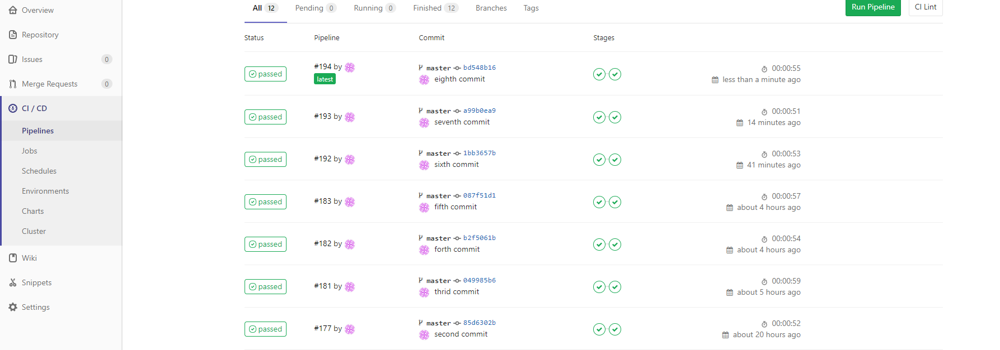 Overview
Repository
Issues 0
Merge Requests 0
CI / CD
Pipelines
Jobs
Schedules
Environments
Charts
Cluster
Wiki
Snippets
Settings
All 12 Pending 0 Running 0 Finished 12 Branches Tags Run Pipeline CI Lint
Status Pipeline Commit Stages
passed #194 by master bd548b16 00:00:55
latest eighth commit less than a minute ago
passed #193 by master a99b0ea9 00:00:51
seventh commit 14 minutes ago
passed #192 by master 1bb3657b 00:00:53
sixth commit 41 minutes ago
passed #183 by master 087f51d1 00:00:57
fifth commit about 4 hours ago
passed #182 by master b2f5061b 00:00:54
forth commit about 4 hours ago
passed #181 by master 049985b6 00:00:59
thrid commit about 5 hours ago
passed #177 by master 85d6302b 00:00:52
second commit about 20 hours ago